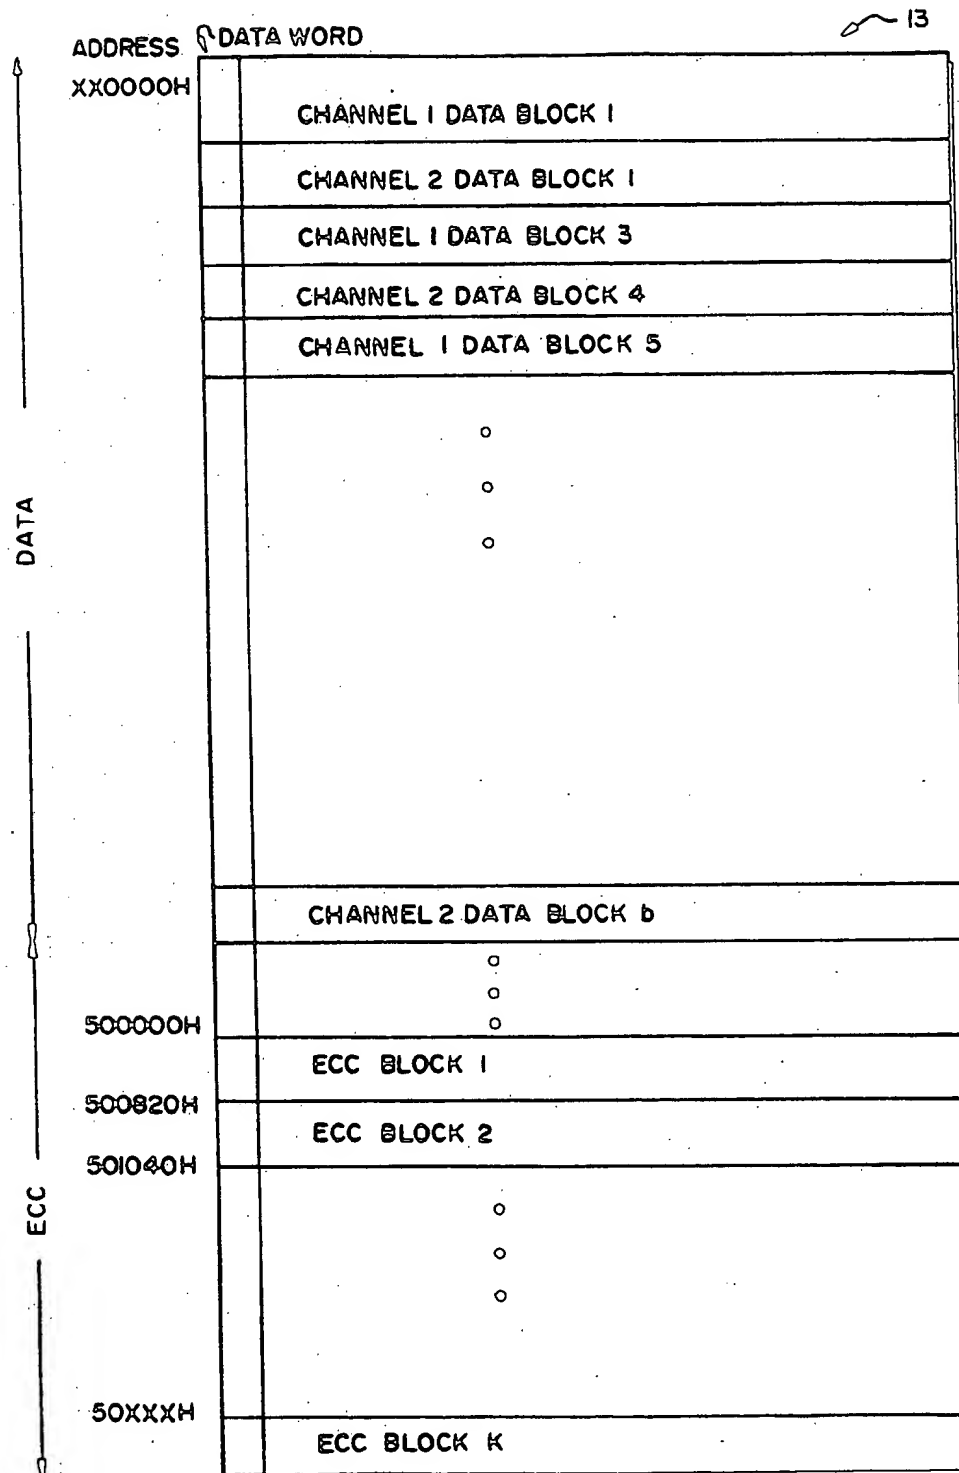 13
ADDRESS DATA WORD
XX0000H
CHANNEL 1 DATA BLOCK 1
CHANNEL 2 DATA BLOCK 1
CHANNEL 1 DATA BLOCK 3
CHANNEL 2 DATA BLOCK 4
CHANNEL 1 DATA BLOCK 5
DATA
CHANNEL 2 DATA BLOCK b
500000H
ECC BLOCK 1
500820H
ECC BLOCK 2
501040H
ECC
50XXXH
ECC BLOCK K